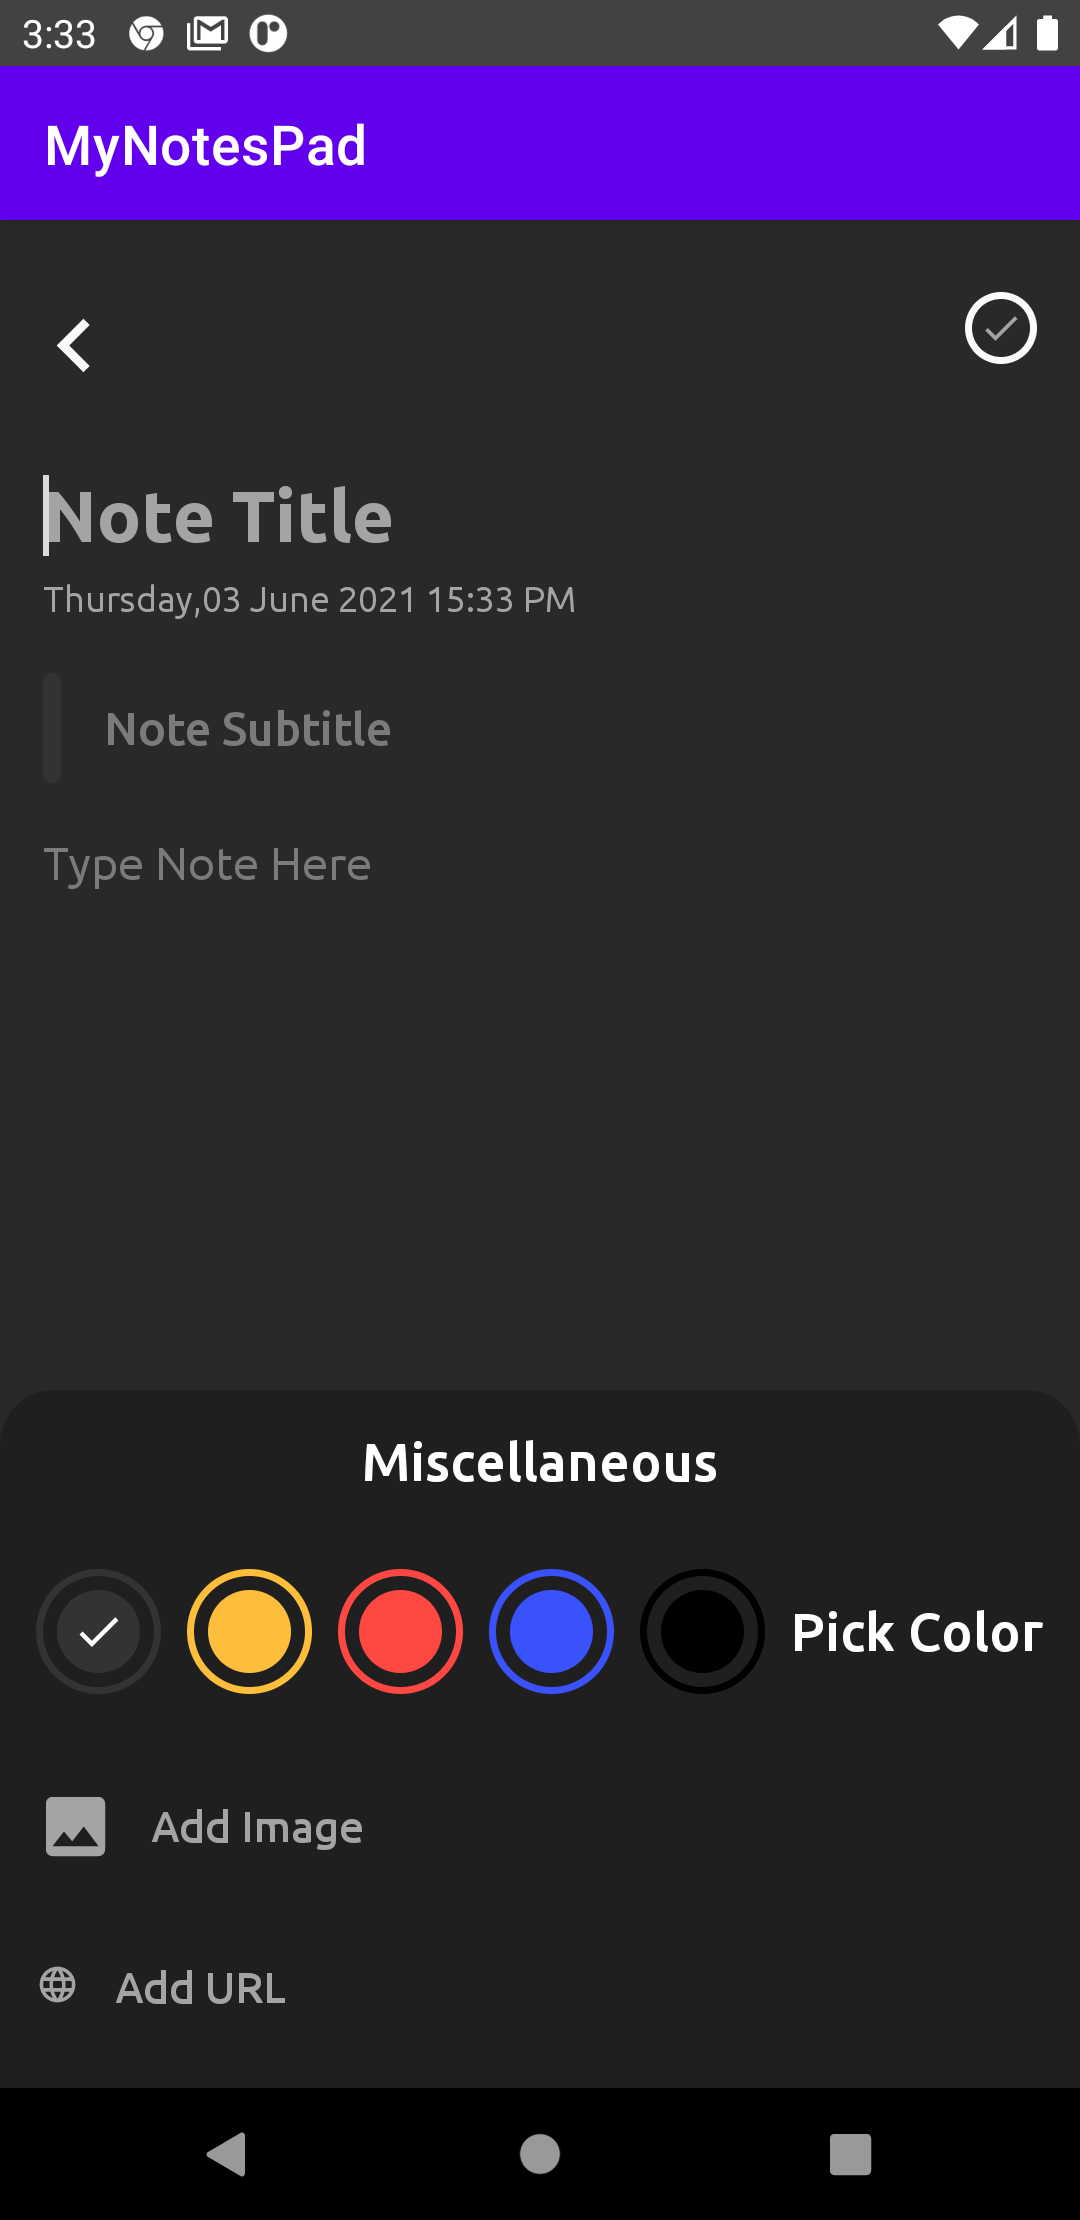 3:33
MyNotesPad
Note Title
Thursday,03 June 2021 15:33 PM
Note Subtitle
Type Note Here
Miscellaneous
Pick Color
Add Image
Add URL